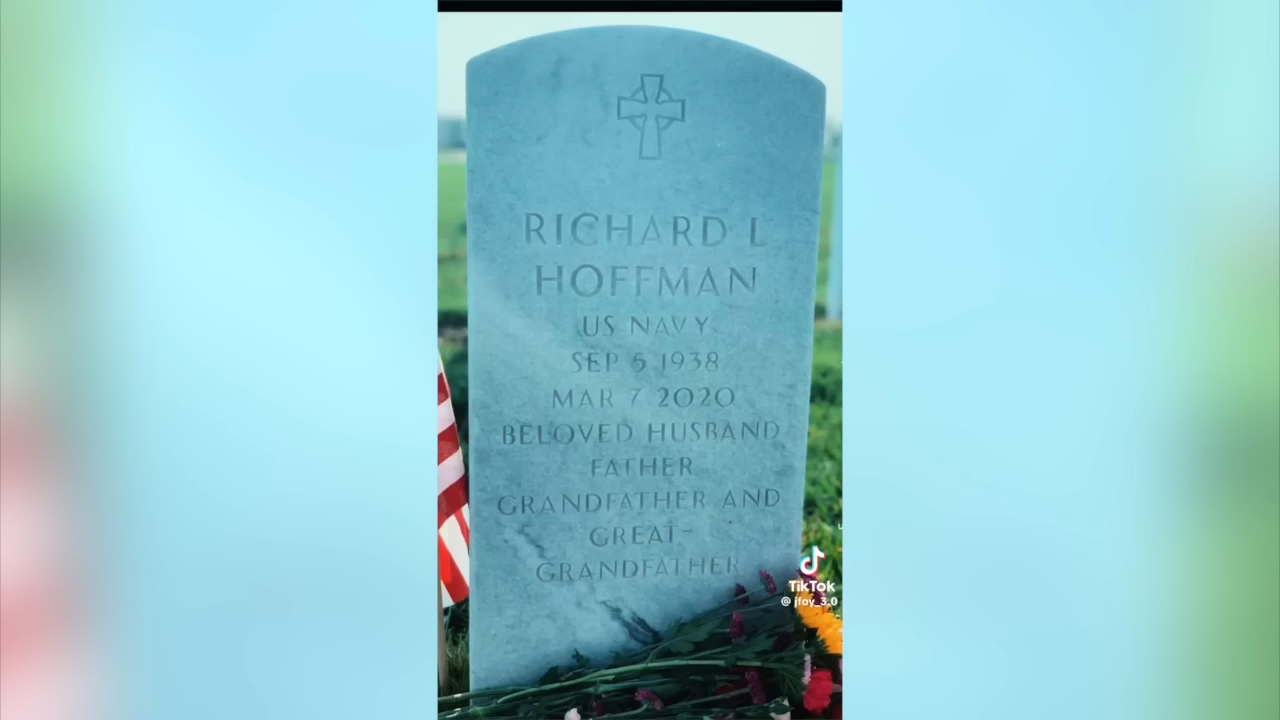 RICHARD L
HOFFMAN
US NAVY
SEP 5 1938
MAR 7 2020
BELOVED HUSBAND
FATHER
GRANDFATHER AND
GREAT-
GRANDFATHER
TikTok
@ jfoy_3.0